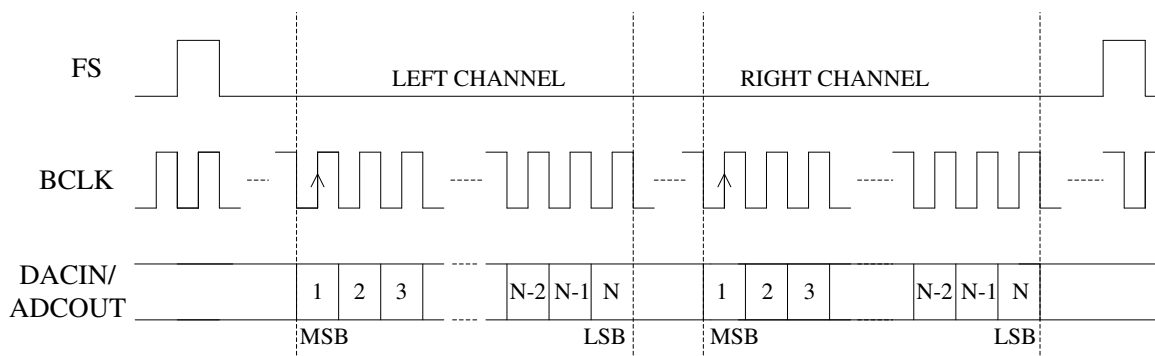 FS
LEFT CHANNEL RIGHT CHANNEL
BCLK
DACIN/
ADCOUT
1 2 3 N-2 N-1 N 1 2 3 N-2 N-1 N
MSB LSB MSB LSB